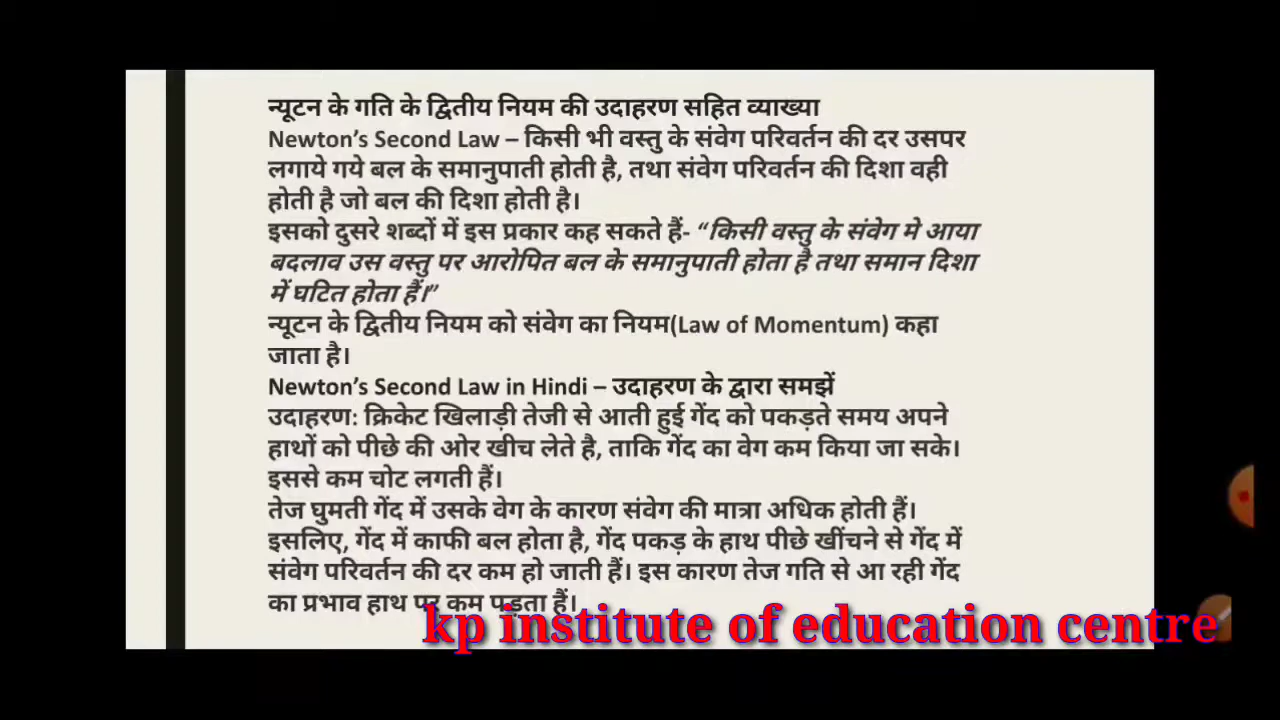 न्यूटन के गति के द्वितीय नियम की उदाहरण सहित व्याख्या
Newton’s Second Law – किसी भी वस्तु के संवेग परिवर्तन की दर उसपर
लगाये गये बल के समानुपाती होती है, तथा संवेग परिवर्तन की दिशा वही
होती है जो बल की दिशा होती है।
इसको दुसरे शब्दों में इस प्रकार कह सकते हैं- “किसी वस्तु के संवेग मे आया
बदलाव उस वस्तु पर आरोपित बल के समानुपाती होता है तथा समान दिशा
में घटित होता हैं।”
न्यूटन के द्वितीय नियम को संवेग का नियम(Law of Momentum) कहा
जाता है।
Newton’s Second Law in Hindi – उदाहरण के द्वारा समझें
उदाहरण: क्रिकेट खिलाड़ी तेजी से आती हुई गेंद को पकड़ते समय अपने
हाथों को पीछे की ओर खीच लेते है, ताकि गेंद का वेग कम किया जा सके।
इससे कम चोट लगती हैं।
तेज घुमती गेंद में उसके वेग के कारण संवेग की मात्रा अधिक होती हैं।
इसलिए, गेंद में काफी बल होता है, गेंद पकड़ के हाथ पीछे खींचने से गेंद में
संवेग परिवर्तन की दर कम हो जाती हैं। इस कारण तेज गति से आ रही गेंद
का प्रभाव हाथ पर कम पड़ता हैं।
kp institute of education centre